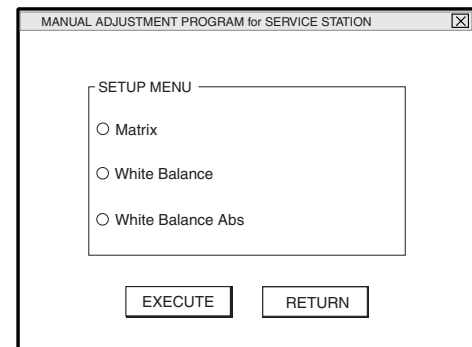 MANUAL ADJUSTMENT PROGRAM for SERVICE STATION
SETUP MENU
Matrix
White Balance
White Balance Abs
EXECUTE RETURN